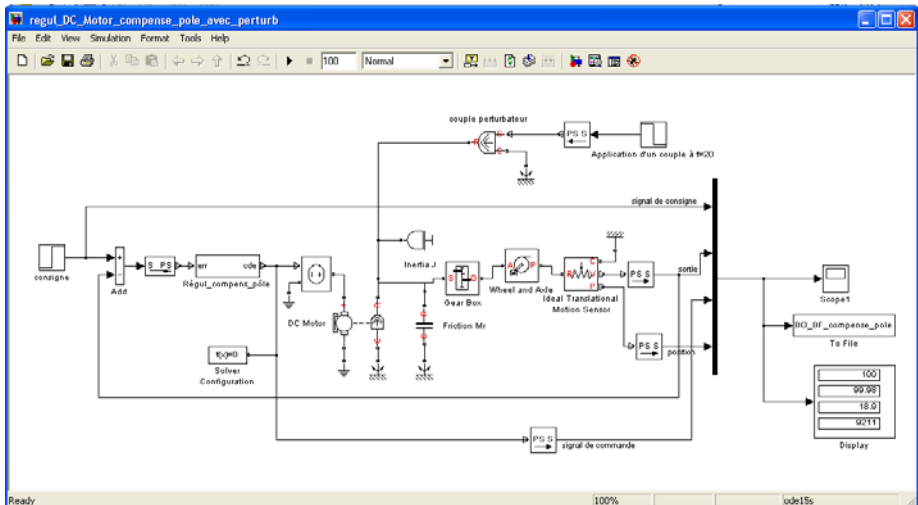 regul_DC_Motor_compense_pole_avec_perturb
File Edit View Simulation Format Tools Help
100 Normal
couple perturbateur
R S C
PS S
Application d'un couple à t=20
signal de consigne
consigne
Add
S PS
err cde
Régul_compens_pôle
DC Motor
Inertia J
Friction Mr
S O
Gear Box
A P
Wheel and Axle
R C V P
Ideal Translational
Motion Sensor
PS S
sortie
PS S
position
f(x)=0
Solver
Configuration
PS S
signal de commande
Scope1
BO_BF_compense_pole
To File
100
99.98
18.9
9211
Display
Ready 100% ode15s